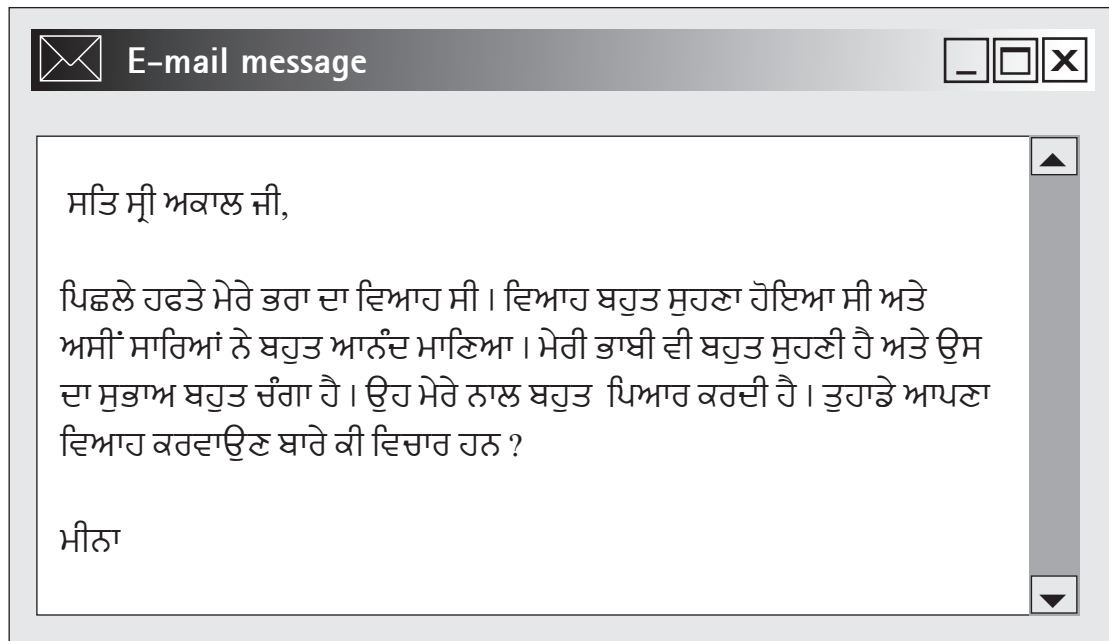 E-mail message
ਸਤਿ ਸ੍ਰੀ ਅਕਾਲ ਜੀ,
ਪਿਛਲੇ ਹਫਤੇ ਮੇਰੇ ਭਰਾ ਦਾ ਵਿਆਹ ਸੀ । ਵਿਆਹ ਬਹੁਤ ਸੁਹਣਾ ਹੋਇਆ ਸੀ ਅਤੇ
ਅਸੀਂ ਸਾਰਿਆਂ ਨੇ ਬਹੁਤ ਆਨੰਦ ਮਾਣਿਆ । ਮੇਰੀ ਭਾਬੀ ਵੀ ਬਹੁਤ ਸੁਹਣੀ ਹੈ ਅਤੇ ਉਸ
ਦਾ ਸੁਭਾਅ ਬਹੁਤ ਚੰਗਾ ਹੈ । ਉਹ ਮੇਰੇ ਨਾਲ ਬਹੁਤ ਪਿਆਰ ਕਰਦੀ ਹੈ । ਤੁਹਾਡੇ ਆਪਣਾ
ਵਿਆਹ ਕਰਵਾਉਣ ਬਾਰੇ ਕੀ ਵਿਚਾਰ ਹਨ ?
ਮੀਨਾ